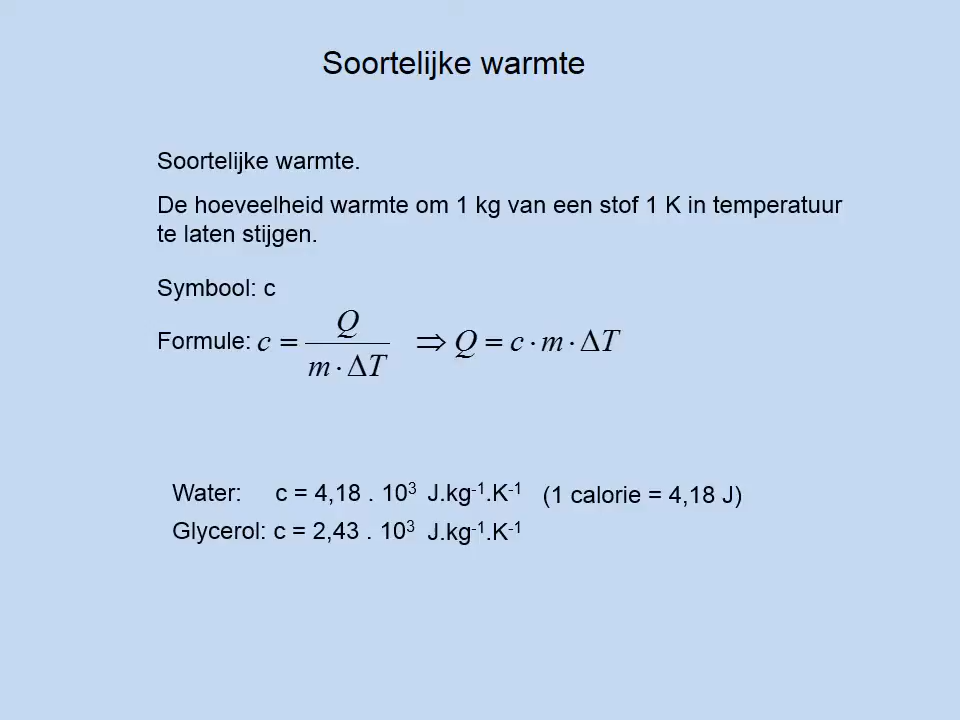 Soortelijke warmte
Soortelijke warmte.
De hoeveelheid warmte om 1 kg van een stof 1 K in temperatuur
te laten stijgen.
Symbool: c
Formule: c = Q / (m · ΔT) ⇒ Q = c · m · ΔT
Water: c = 4,18 . 10³ J.kg⁻¹.K⁻¹ (1 calorie = 4,18 J)
Glycerol: c = 2,43 . 10³ J.kg⁻¹.K⁻¹